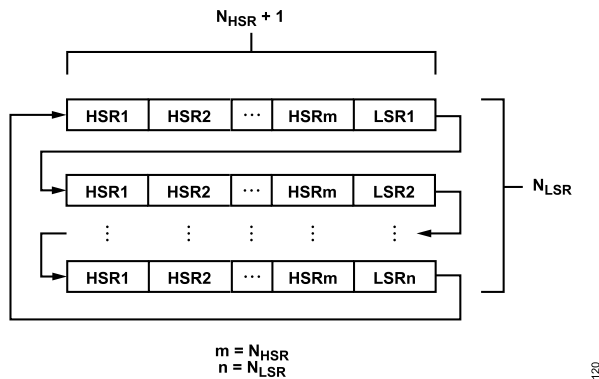 N_HSR + 1
HSR1 HSR2 ... HSRm LSR1
HSR1 HSR2 ... HSRm LSR2
N_LSR
HSR1 HSR2 ... HSRm LSRn
m = N_HSR
n = N_LSR
120